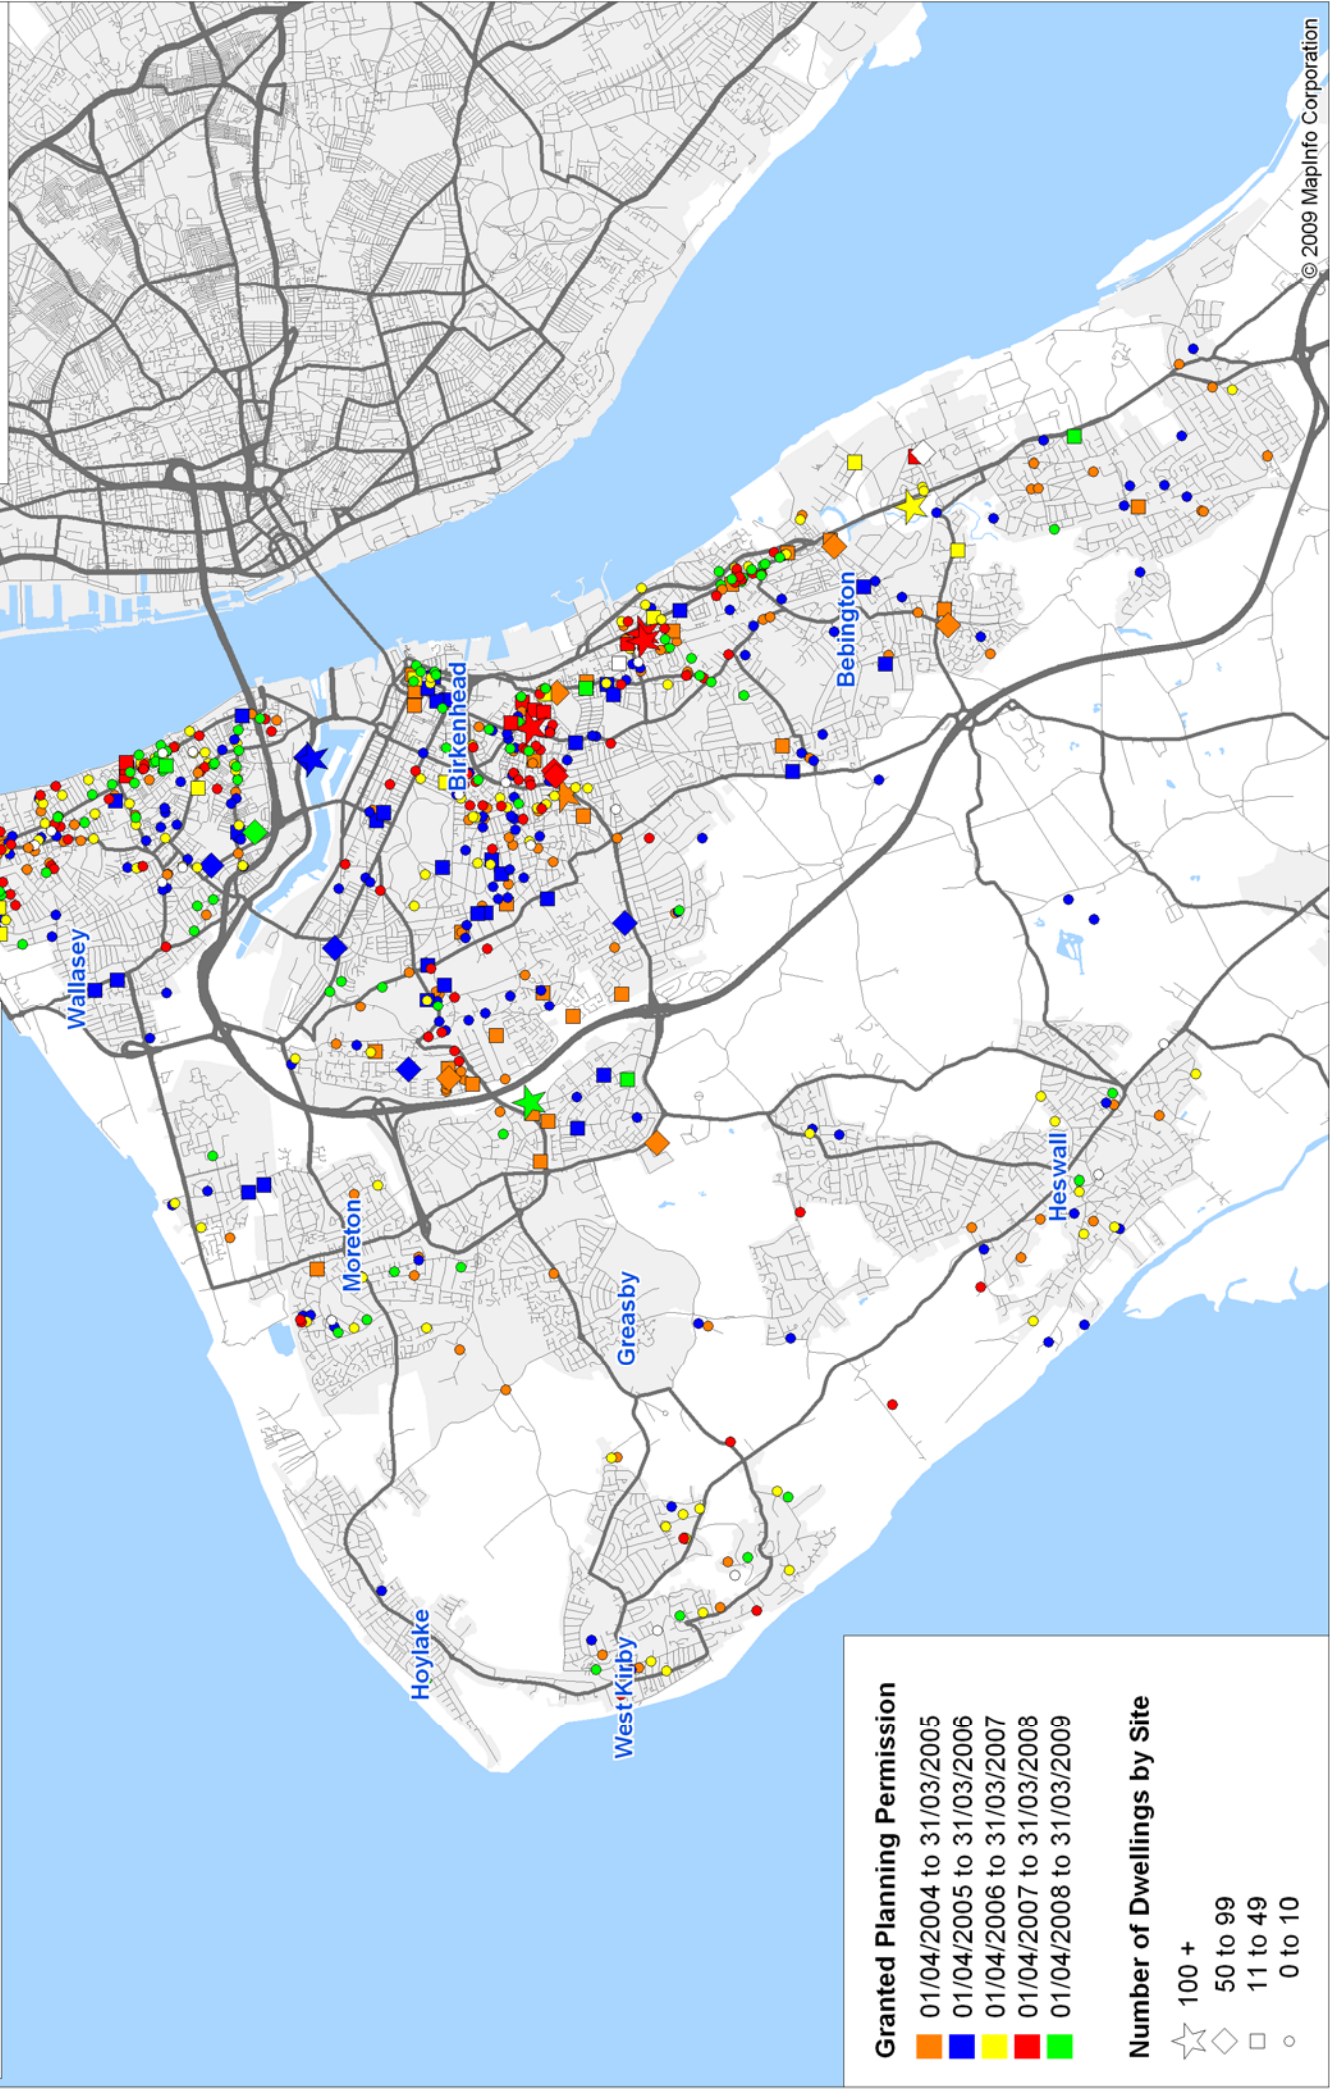 © 2009 MapInfo Corporation
Wallasey
Birkenhead
Bebington
Moreton
Greasby
Heswall
Hoylake
West Kirby
Granted Planning Permission
01/04/2004 to 31/03/2005
01/04/2005 to 31/03/2006
01/04/2006 to 31/03/2007
01/04/2007 to 31/03/2008
01/04/2008 to 31/03/2009
Number of Dwellings by Site
100 +
50 to 99
11 to 49
0 to 10